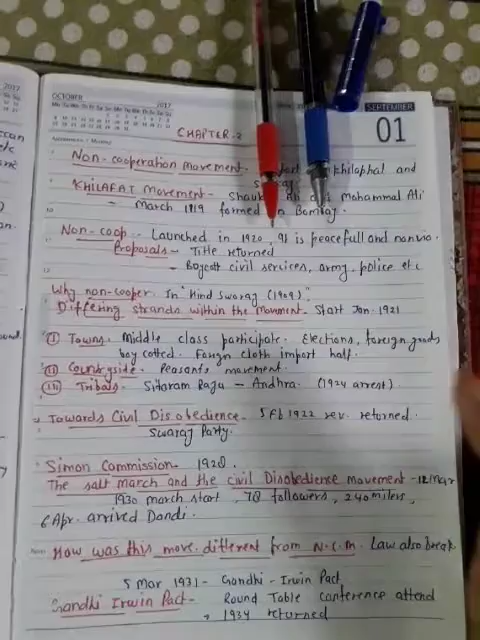 2017
OCTOBER 2017
SEPTEMBER
01
CHAPTER-2
Non-cooperation movement - Khilaphal and
KHILAFAT Movement - Shauk Ali Mohammal Ali
- March 1919 formed in Bombay.
Non-coop - Launched in 1920, It is peacefull and nonvio.
Proposals - Title returned
- Boycott civil services, army, police etc
Why non-cooper. In "Hind Swaraj (1909)"
Differing strands within the movement - Start Jan. 1921
(I) Towns. Middle class participate. Elections, foreign goods
boycotted. Foreign cloth import half.
(II) Countryside. Peasants movement.
(III) Tribals. Sitaram Raju - Andhra. (1924 arrest)
Towards Civil Disobedience. 5 Feb 1922 rev. returned.
Swaraj Party.
Simon Commission. 1928.
The salt march and the civil Disobedience movement - 12 Mar
1930 march start, 78 followers, 240 milers,
6 Apr. arrived Dandi.
How was this move. different from N.C.M. Law also break
5 Mar 1931 - Gandhi - Irwin Pact
Gandhi Irwin Pact - Round Table Conference attend
, 1934 returned